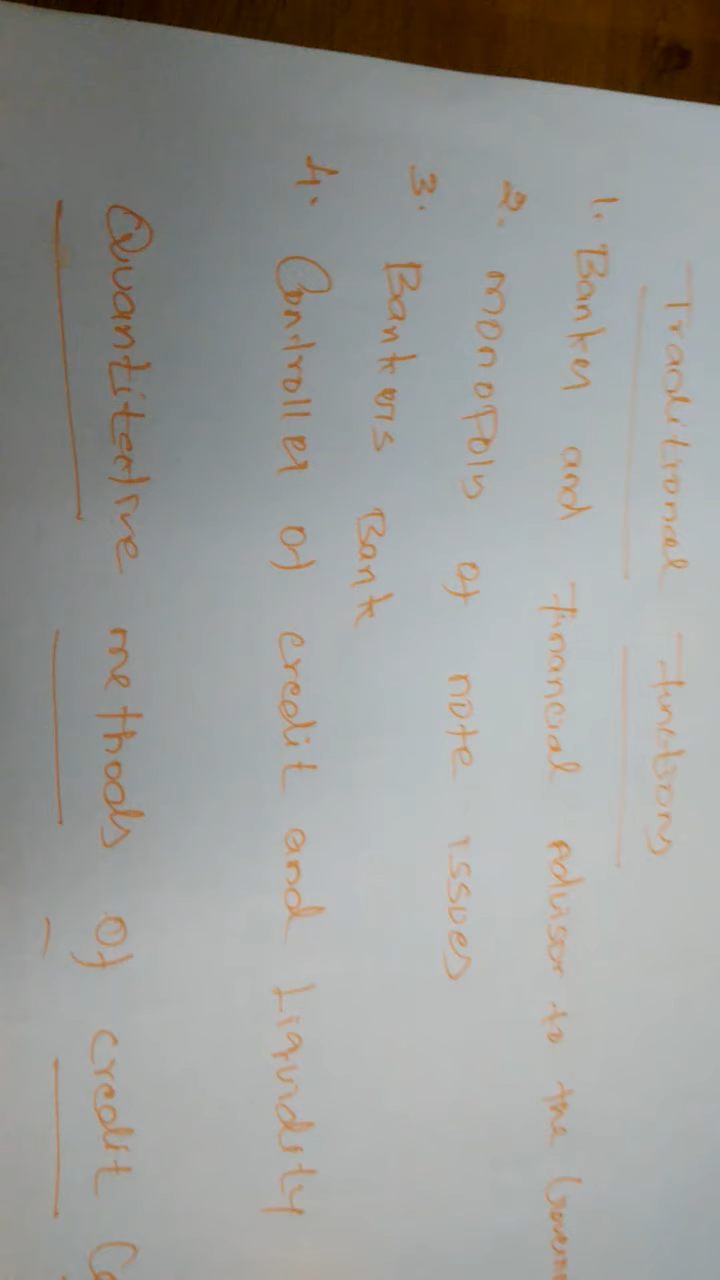 Traditional Functions
1. Banker and Financial Advisor to the Governm
2. monopoly of note issues
3. Bankers Bank
4. Controller of credit and Liquidity
Quantitative methods of credit